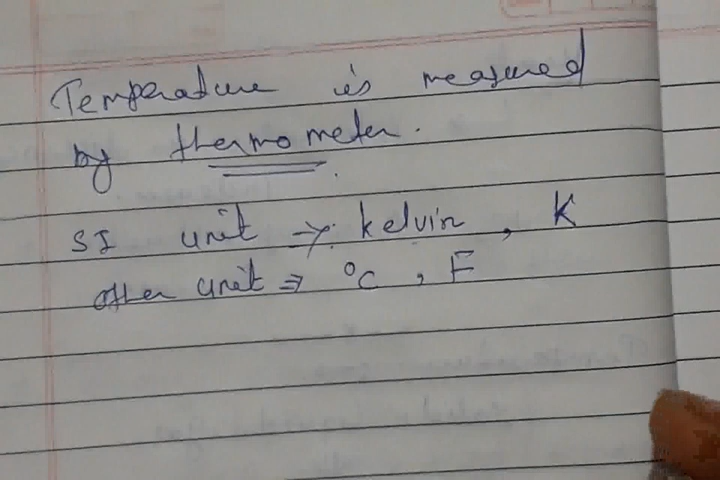 Temperature is measured
by thermometer.
SI unit → kelvin, K
other unit ⇒ °C, F